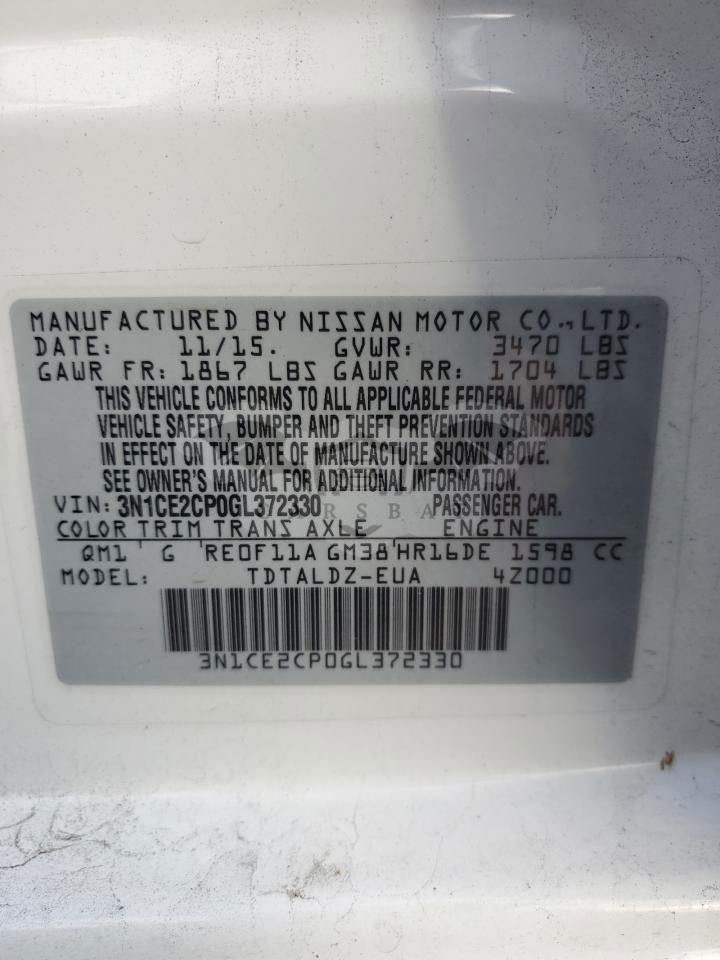 MANUFACTURED BY NISSAN MOTOR CO., LTD.
DATE: 11/15. GVWR: 3470 LBS
GAWR FR: 1867 LBS GAWR RR: 1704 LBS
THIS VEHICLE CONFORMS TO ALL APPLICABLE FEDERAL MOTOR
VEHICLE SAFETY, BUMPER AND THEFT PREVENTION STANDARDS
IN EFFECT ON THE DATE OF MANUFACTURE SHOWN ABOVE.
SEE OWNER'S MANUAL FOR ADDITIONAL INFORMATION.
VIN: 3N1CE2CP0GL372330 PASSENGER CAR.
COLOR TRIM TRANS AXLE ENGINE
QM1 G RE0F11A GM38 HR16DE 1598 CC
MODEL: TDTALDZ-EUA 4Z000
3N1CE2CP0GL372330